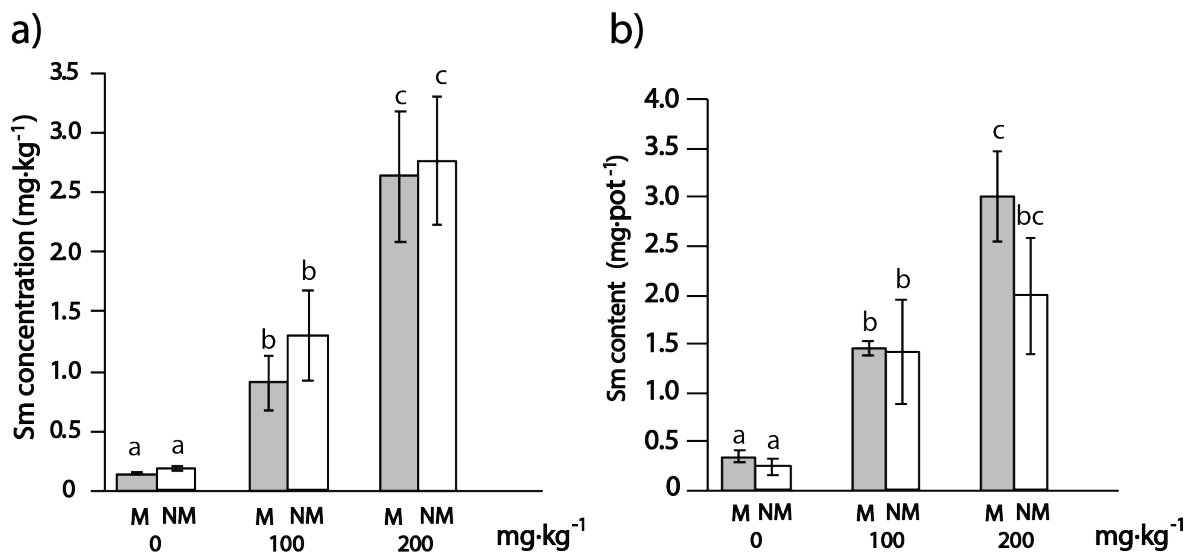 a)
Sm concentration (mg·kg⁻¹)
3.5
3.0
2.5
2.0
1.5
1.0
0.5
0
a
a
b
b
c
c
M NM
M NM
M NM
0
100
200
mg·kg⁻¹
b)
Sm content (mg·pot⁻¹)
4.0
3.5
3.0
2.5
2.0
1.5
1.0
0.5
0
a
a
b
b
c
bc
M NM
M NM
M NM
0
100
200
mg·kg⁻¹